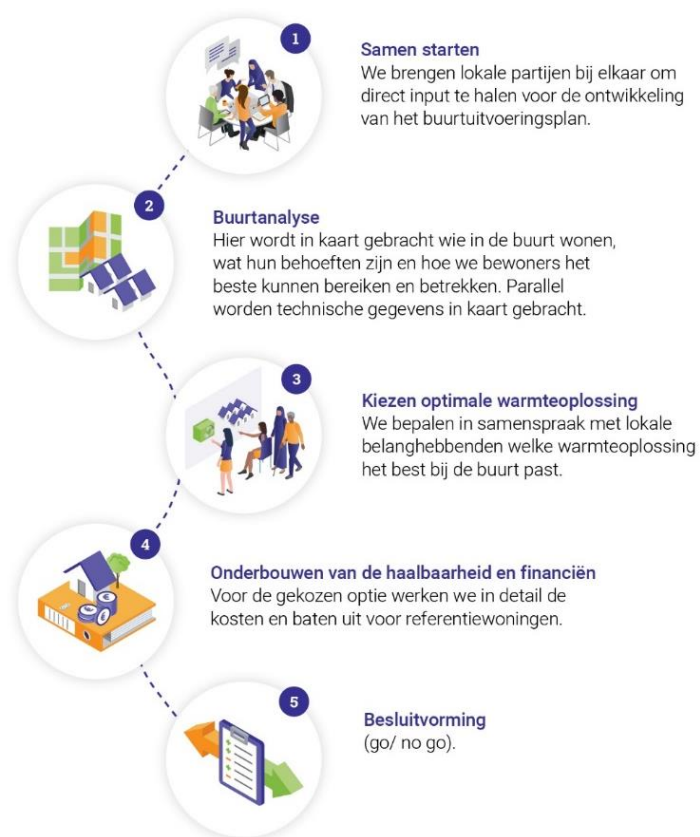 1
Samen starten
We brengen lokale partijen bij elkaar om
direct input te halen voor de ontwikkeling
van het buurtuitvoeringsplan.
2
Buurtanalyse
Hier wordt in kaart gebracht wie in de buurt wonen,
wat hun behoeften zijn en hoe we bewoners het
beste kunnen bereiken en betrekken. Parallel
worden technische gegevens in kaart gebracht.
3
Kiezen optimale warmteoplossing
We bepalen in samenspraak met lokale
belanghebbenden welke warmteoplossing
het best bij de buurt past.
4
Onderbouwen van de haalbaarheid en financiën
Voor de gekozen optie werken we in detail de
kosten en baten uit voor referentiewoningen.
5
Besluitvorming
(go/ no go).